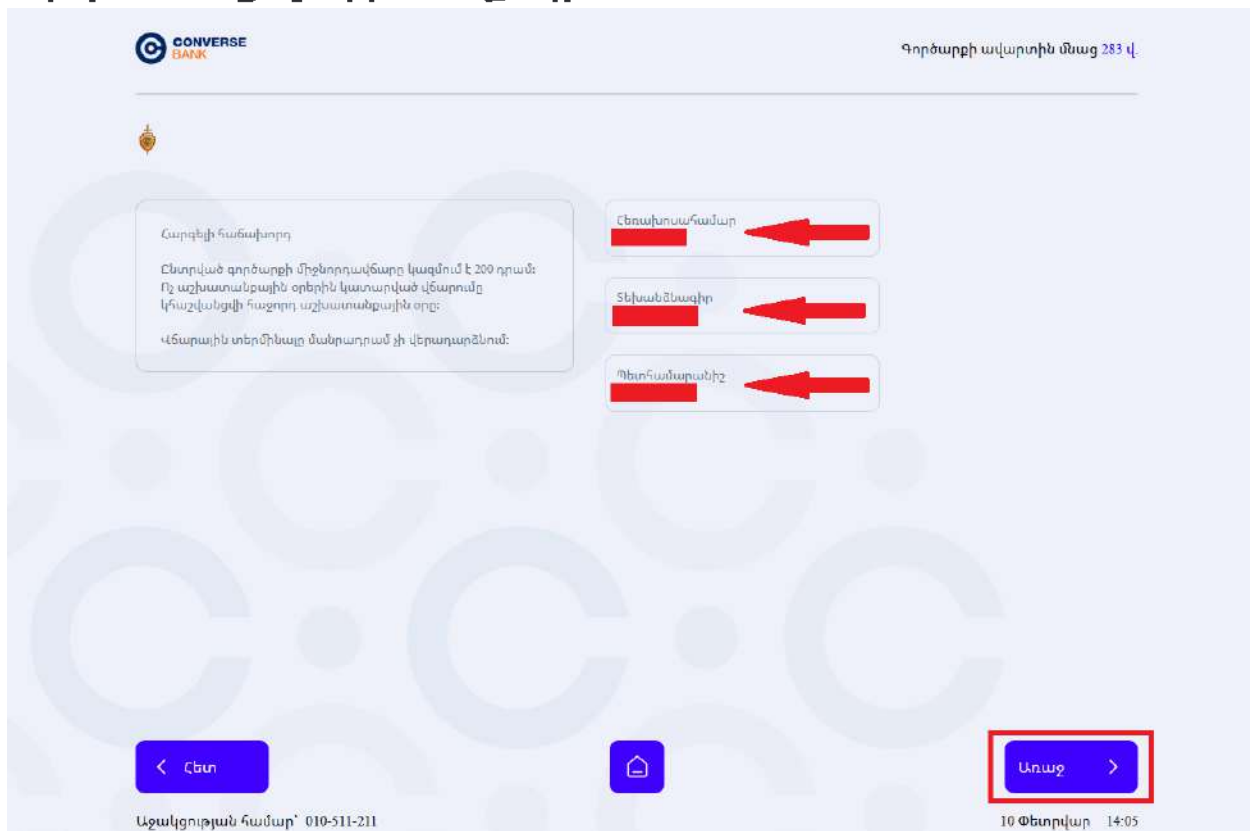 CONVERSE
BANK
Գործարքի ավարտին մնաց 283 վ.
Հարգելի հաճախորդ
Ընտրված գործարքի միջնորդավճարը կազմում է 200 դրամ:
Ոչ աշխատանքային օրերին կատարված վճարումը
կհաշվանցվի հաջորդ աշխատանքային օրը:
Վճարային տերմինալը մանրադրամ չի վերադարձնում:
Հեռախոսահամար
Տեխանձնագիր
Պետհամարանիշ
Հետ
Առաջ
Աջակցության համար՝ 010-511-211
10 Փետրվար 14:05